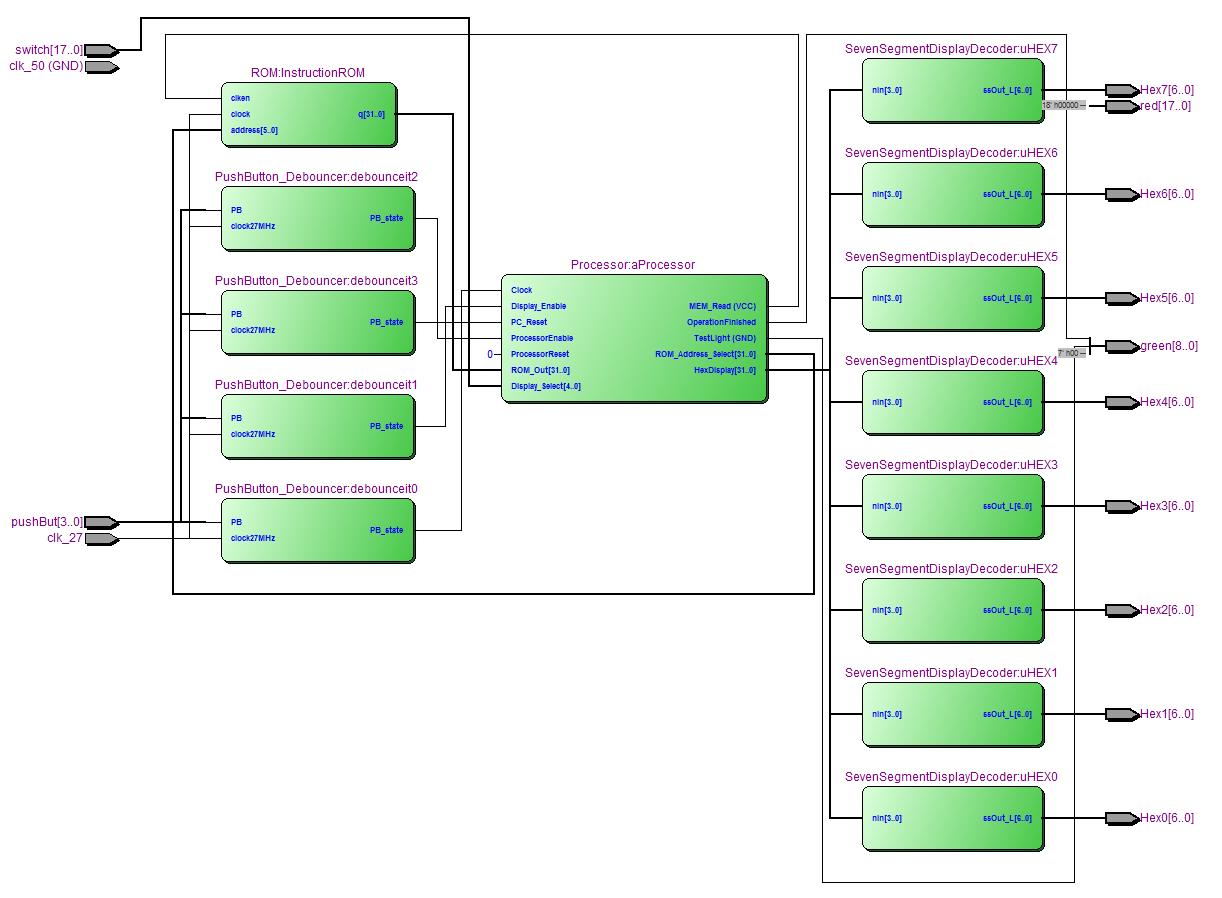 switch[17..0]
clk_50 (GND)
ROM:InstructionROM
clken
clock
address[5..0]
q[31..0]
PushButton_Debouncer:debounceit2
PB
clock27MHz
PB_state
PushButton_Debouncer:debounceit3
PB
clock27MHz
PB_state
PushButton_Debouncer:debounceit1
PB
clock27MHz
PB_state
PushButton_Debouncer:debounceit0
PB
clock27MHz
PB_state
pushBut[3..0]
clk_27
Processor:aProcessor
Clock
Display_Enable
PC_Reset
ProcessorEnable
0
ProcessorReset
ROM_Out[31..0]
Display_Select[4..0]
MEM_Read (VCC)
OperationFinished
TestLight (GND)
ROM_Address_Select[31..0]
HexDisplay[31..0]
SevenSegmentDisplayDecoder:uHEX7
nin[3..0]
ssOut_L[6..0]
Hex7[6..0]
18' h00000 --
red[17..0]
SevenSegmentDisplayDecoder:uHEX6
nin[3..0]
ssOut_L[6..0]
Hex6[6..0]
SevenSegmentDisplayDecoder:uHEX5
nin[3..0]
ssOut_L[6..0]
Hex5[6..0]
green[8..0]
7' h00 --
SevenSegmentDisplayDecoder:uHEX4
nin[3..0]
ssOut_L[6..0]
Hex4[6..0]
SevenSegmentDisplayDecoder:uHEX3
nin[3..0]
ssOut_L[6..0]
Hex3[6..0]
SevenSegmentDisplayDecoder:uHEX2
nin[3..0]
ssOut_L[6..0]
Hex2[6..0]
SevenSegmentDisplayDecoder:uHEX1
nin[3..0]
ssOut_L[6..0]
Hex1[6..0]
SevenSegmentDisplayDecoder:uHEX0
nin[3..0]
ssOut_L[6..0]
Hex0[6..0]